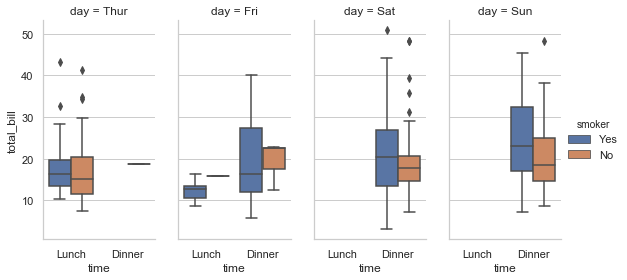 day = Thur
day = Fri
day = Sat
day = Sun
50
40
30
20
10
total_bill
Lunch Dinner
time
Lunch Dinner
time
Lunch Dinner
time
Lunch Dinner
time
smoker
Yes
No